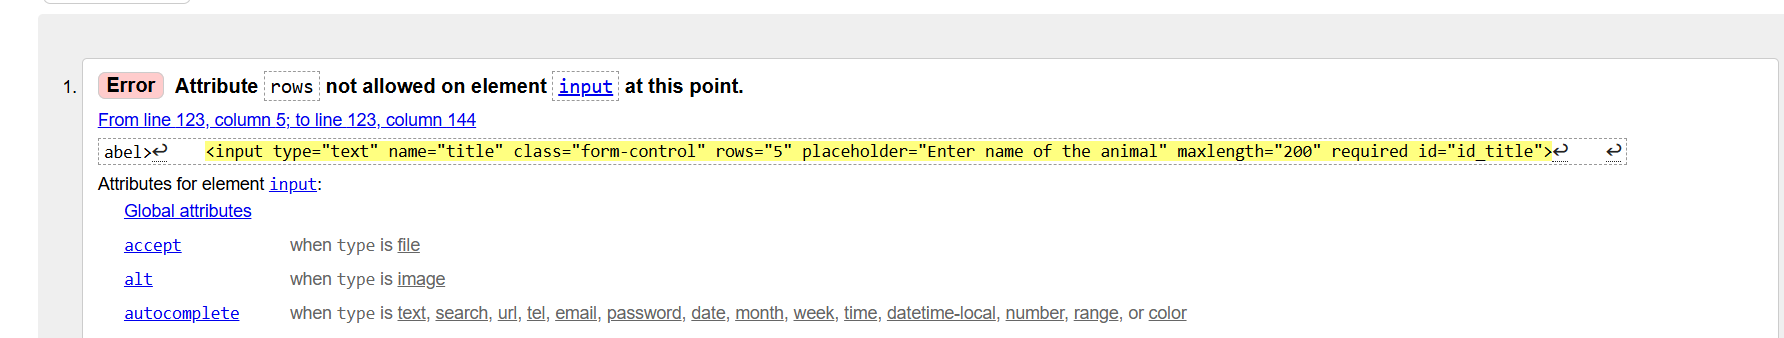 1. Error Attribute rows not allowed on element input at this point.
From line 123, column 5; to line 123, column 144
abel>↩ <input type="text" name="title" class="form-control" rows="5" placeholder="Enter name of the animal" maxlength="200" required id="id_title">↩ ↩
Attributes for element input:
Global attributes
accept when type is file
alt when type is image
autocomplete when type is text, search, url, tel, email, password, date, month, week, time, datetime-local, number, range, or color